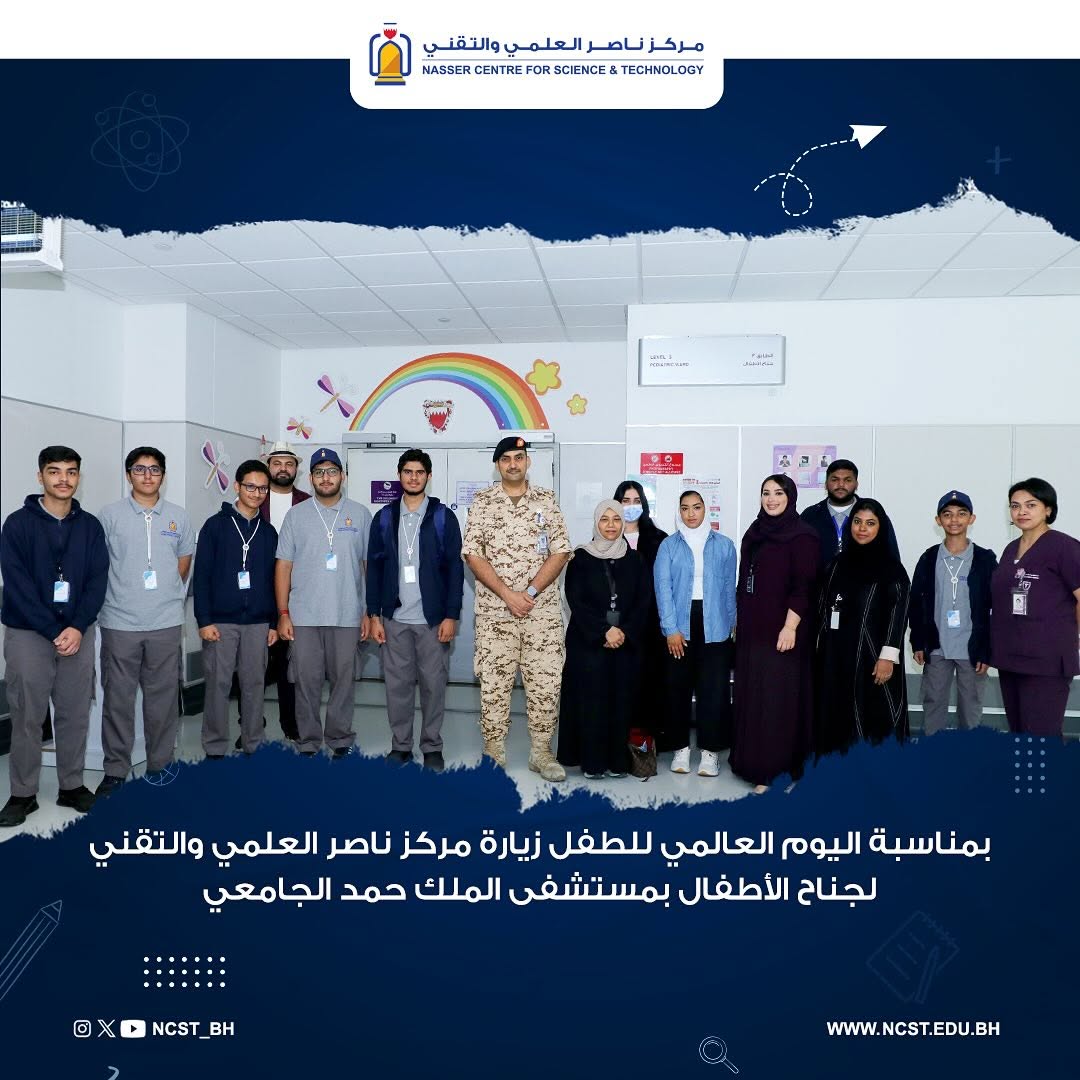 مركز ناصر العلمي والتقني
NASSER CENTRE FOR SCIENCE & TECHNOLOGY
LEVEL 3
الطابق ٣
PEDIATRIC WARD
جناح الأطفال
بمناسبة اليوم العالمي للطفل زيارة مركز ناصر العلمي والتقني
لجناح الأطفال بمستشفى الملك حمد الجامعي
NCST_BH
WWW.NCST.EDU.BH